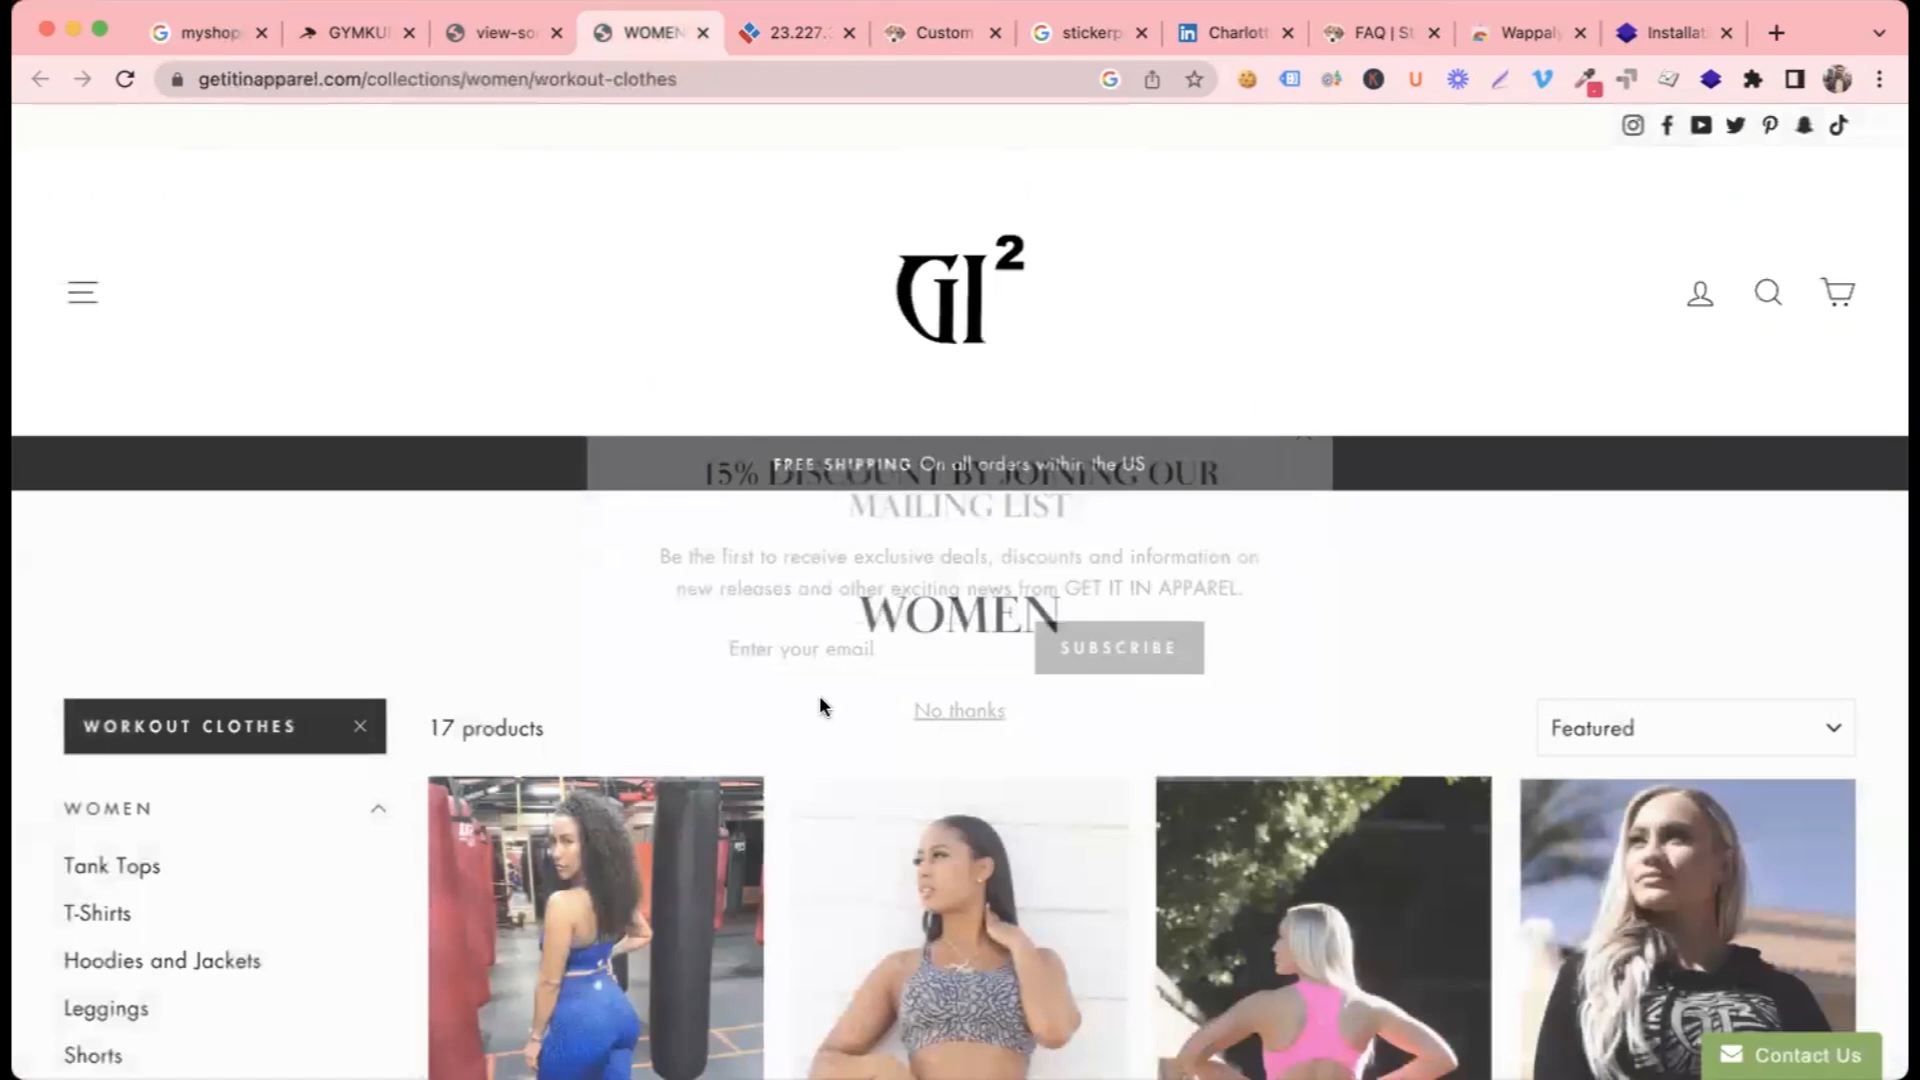 myshop
GYMKU
view-so
WOMEN
23.227.
Custom
stickerp
Charlott
FAQ | St
Wappal
Installat
getitinapparel.com/collections/women/workout-clothes
GI²
FREE SHIPPING On all orders within the US
15% DISCOUNT BY JOINING OUR
MAILING LIST
Be the first to receive exclusive deals, discounts and information on
new releases and other exciting news from GET IT IN APPAREL.
WOMEN
Enter your email
SUBSCRIBE
No thanks
WORKOUT CLOTHES
17 products
Featured
WOMEN
Tank Tops
T-Shirts
Hoodies and Jackets
Leggings
Shorts
Contact Us